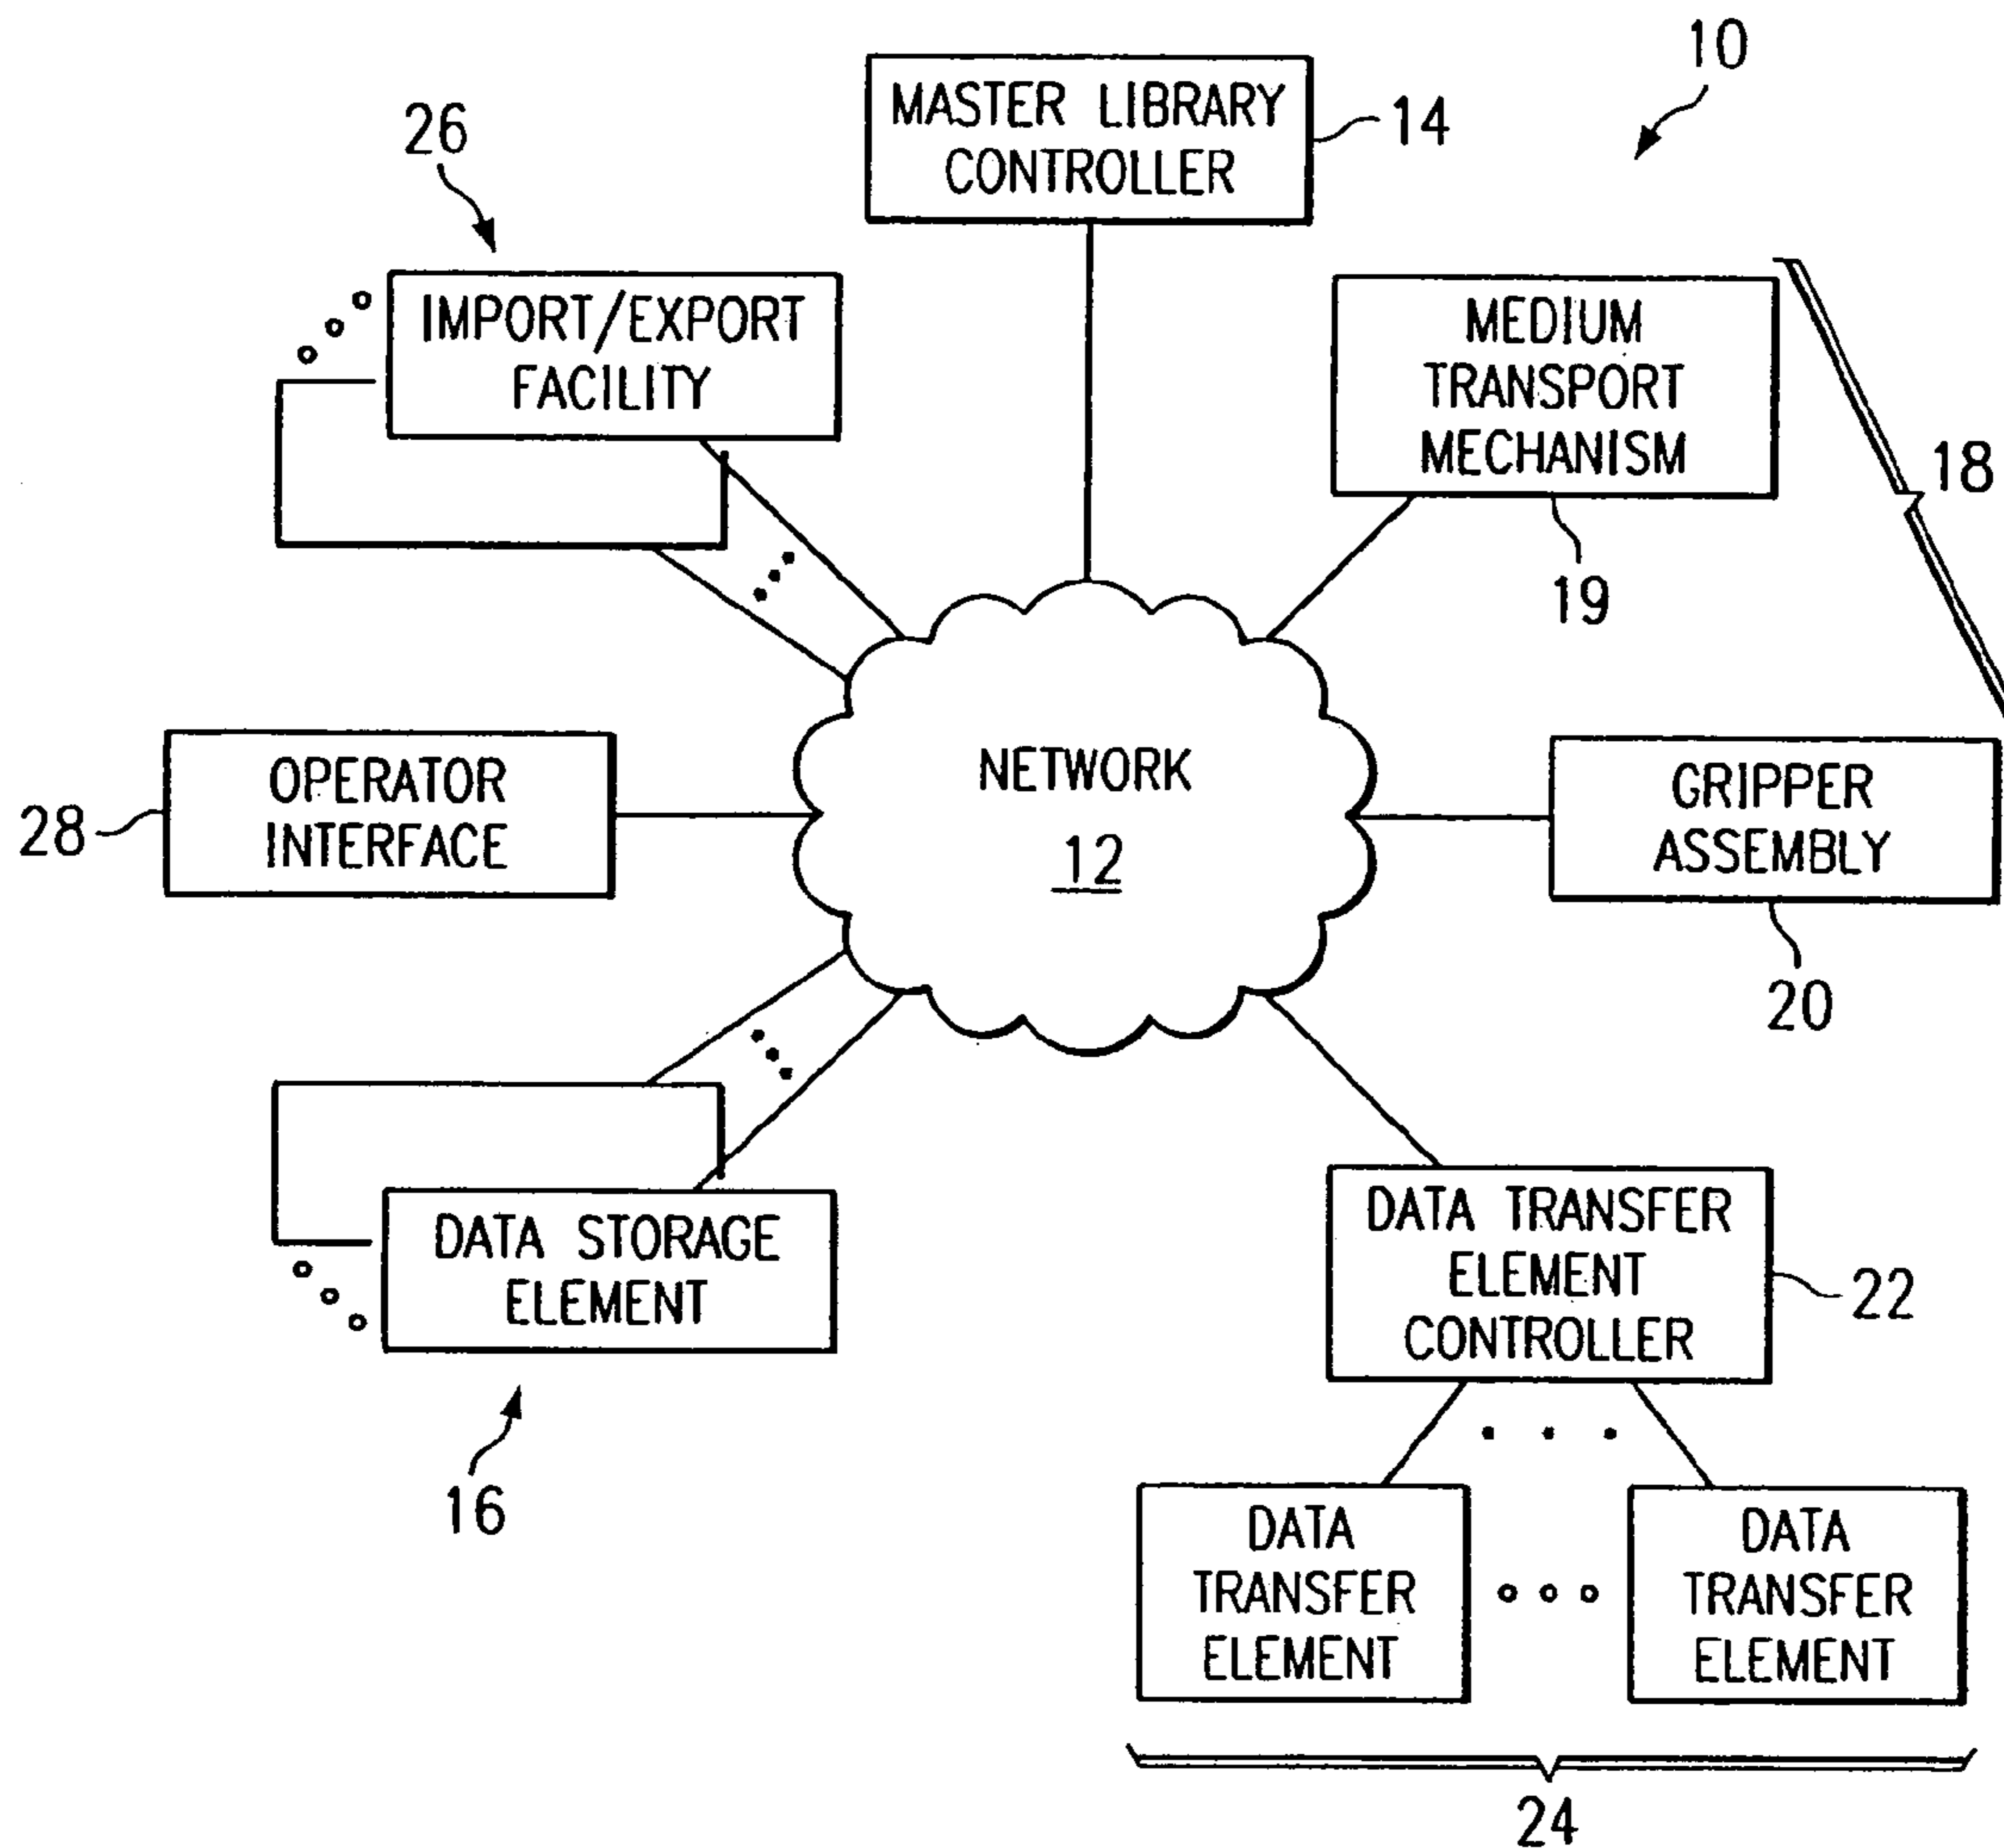 10
MASTER LIBRARY
CONTROLLER
14
26
IMPORT/EXPORT
FACILITY
MEDIUM
TRANSPORT
MECHANISM
18
19
OPERATOR
INTERFACE
28
NETWORK
12
GRIPPER
ASSEMBLY
20
DATA STORAGE
ELEMENT
16
DATA TRANSFER
ELEMENT
CONTROLLER
22
DATA
TRANSFER
ELEMENT
DATA
TRANSFER
ELEMENT
24